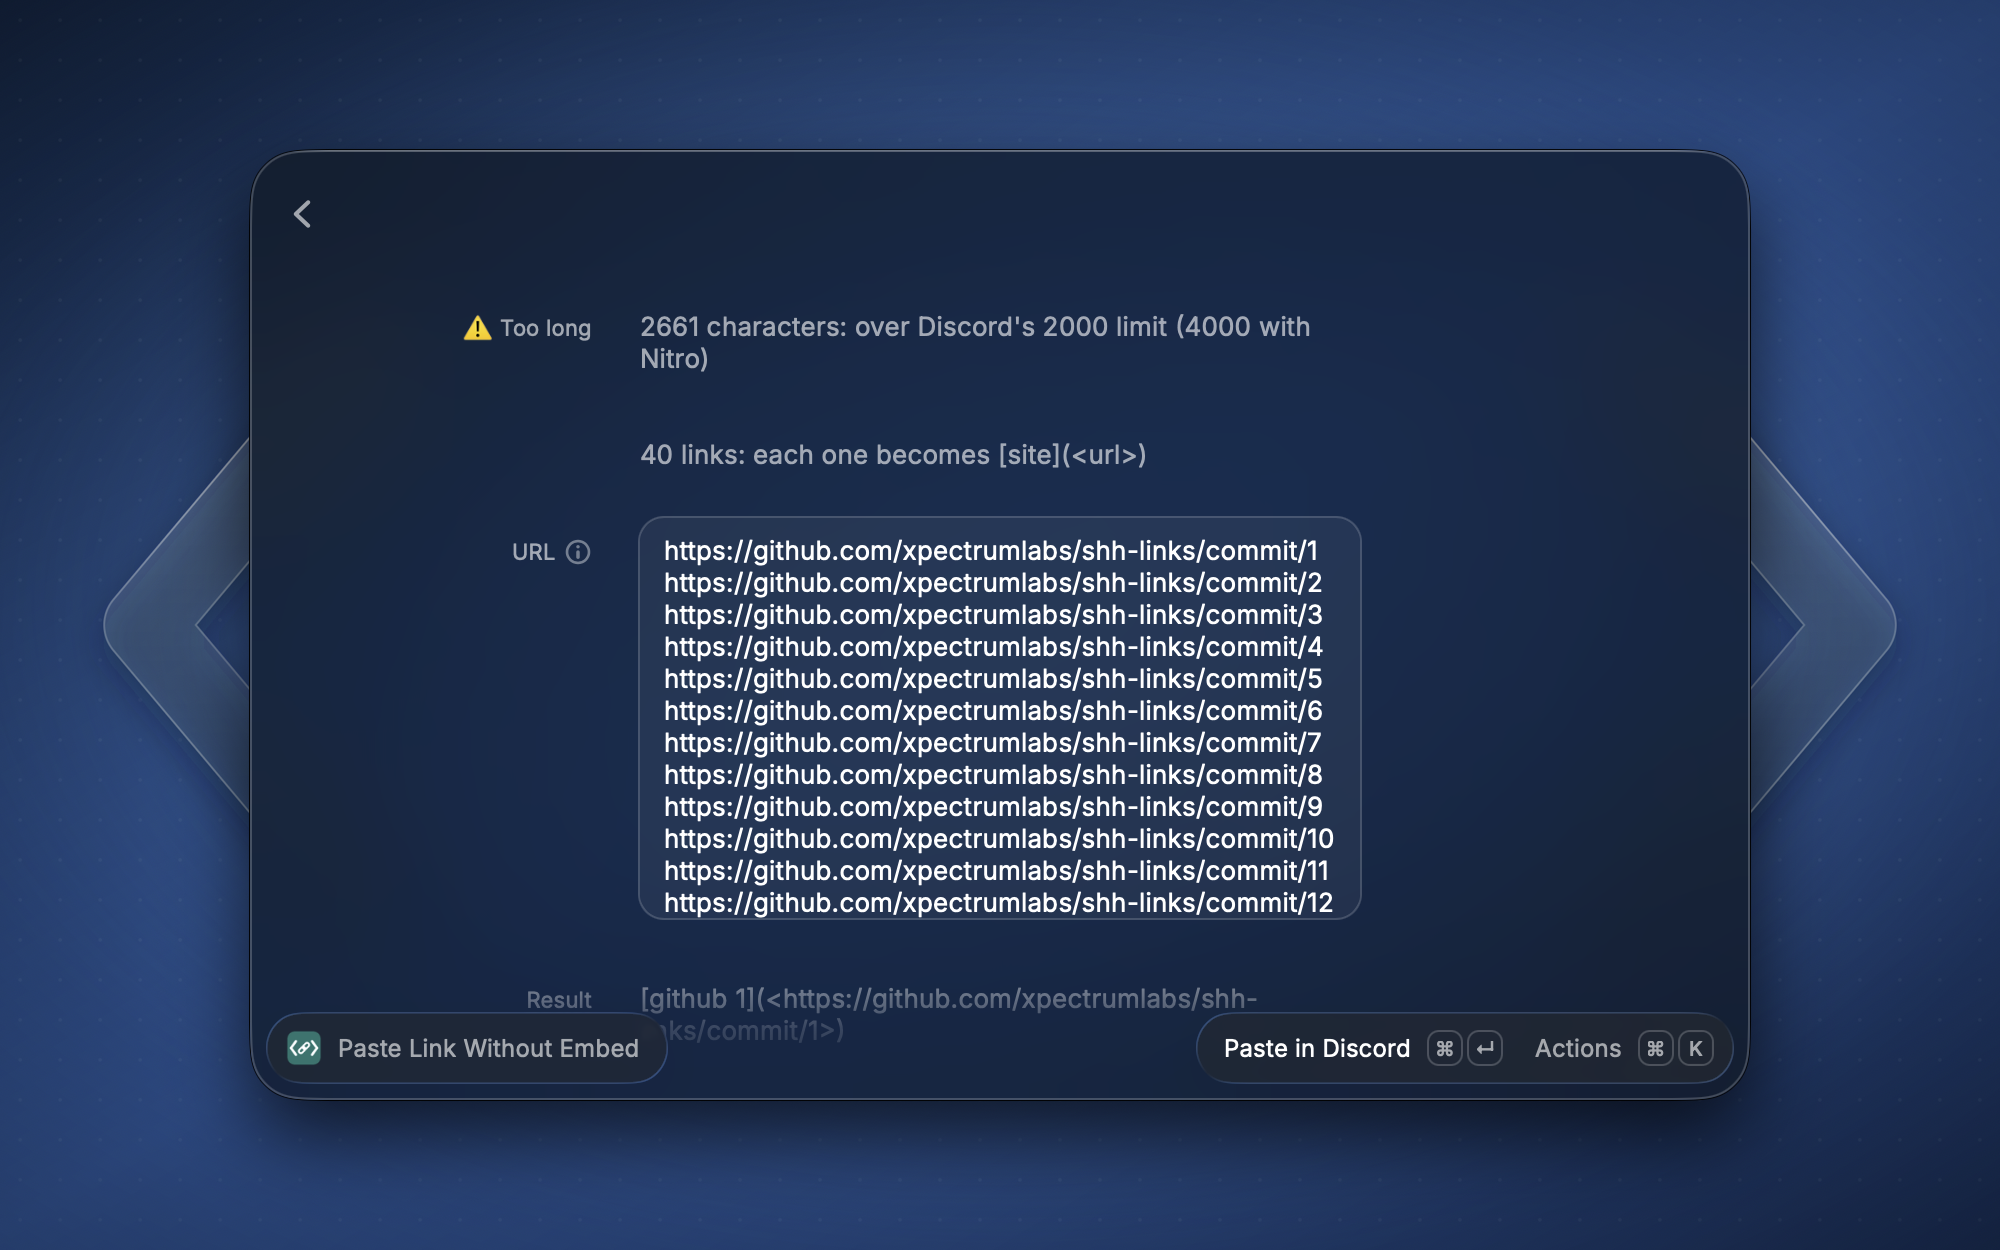 ⚠️ Too long
2661 characters: over Discord's 2000 limit (4000 with
Nitro)
40 links: each one becomes [site](<url>)
URL
https://github.com/xpectrumlabs/shh-links/commit/1
https://github.com/xpectrumlabs/shh-links/commit/2
https://github.com/xpectrumlabs/shh-links/commit/3
https://github.com/xpectrumlabs/shh-links/commit/4
https://github.com/xpectrumlabs/shh-links/commit/5
https://github.com/xpectrumlabs/shh-links/commit/6
https://github.com/xpectrumlabs/shh-links/commit/7
https://github.com/xpectrumlabs/shh-links/commit/8
https://github.com/xpectrumlabs/shh-links/commit/9
https://github.com/xpectrumlabs/shh-links/commit/10
https://github.com/xpectrumlabs/shh-links/commit/11
https://github.com/xpectrumlabs/shh-links/commit/12
Result
[github 1](<https://github.com/xpectrumlabs/shh-
nks/commit/1>)
Paste Link Without Embed
Paste in Discord ⌘ ↵
Actions ⌘ K